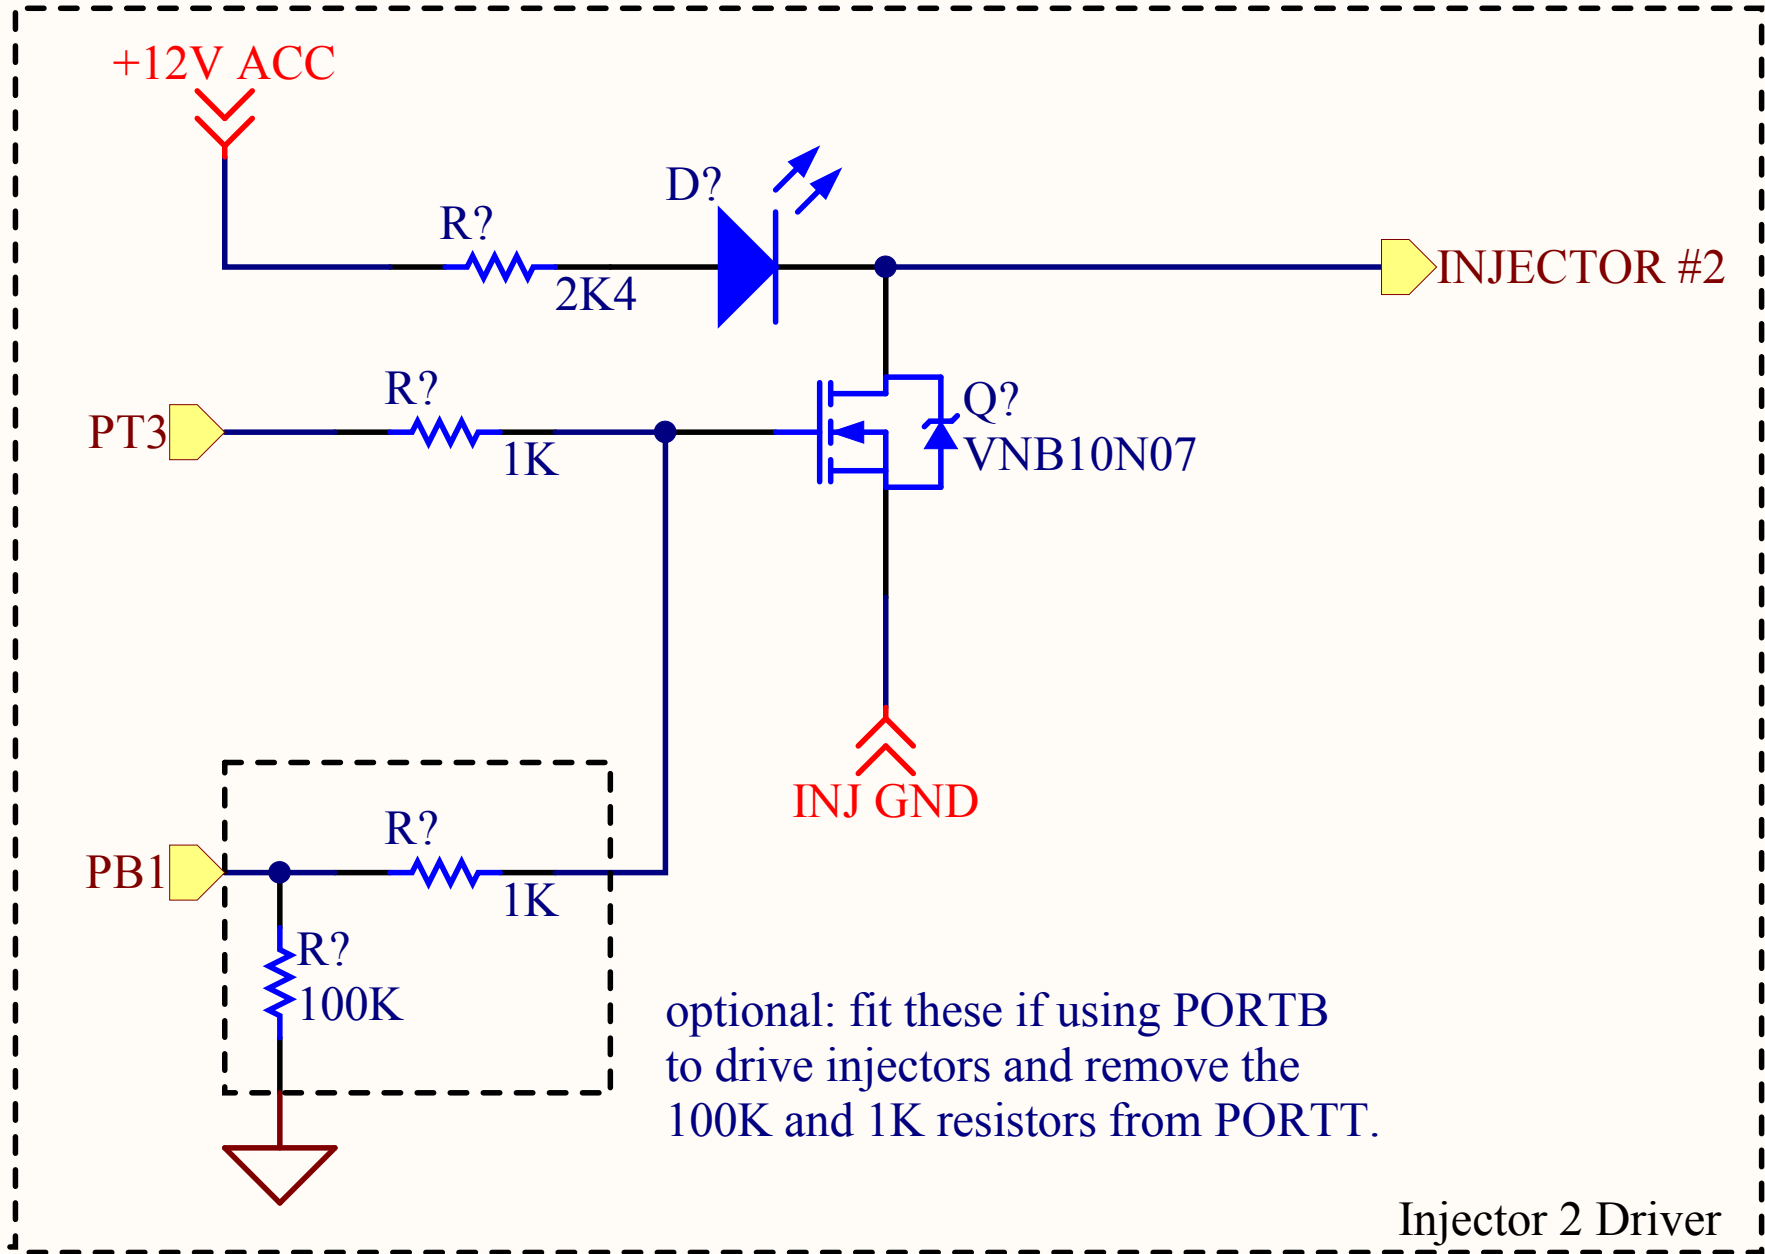 +12V ACC
D?
R?
2K4
INJECTOR #2
R?
PT3
1K
Q?
VNB10N07
INJ GND
R?
PB1
1K
R?
100K
optional: fit these if using PORTB
to drive injectors and remove the
100K and 1K resistors from PORTT.
Injector 2 Driver